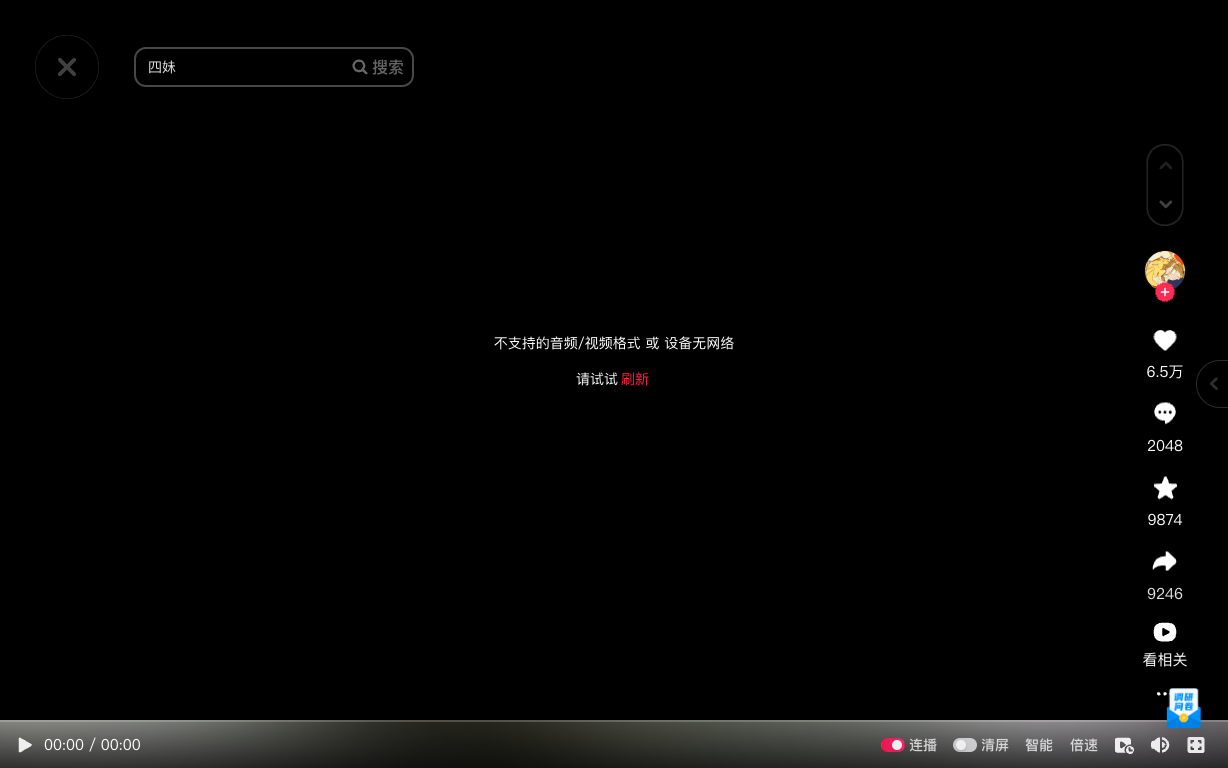 四妹 搜索
不支持的音频/视频格式 或 设备无网络
请试试 刷新
6.5万
2048
9874
9246
看相关
调研
问卷
00:00 / 00:00 连播 清屏 智能 倍速